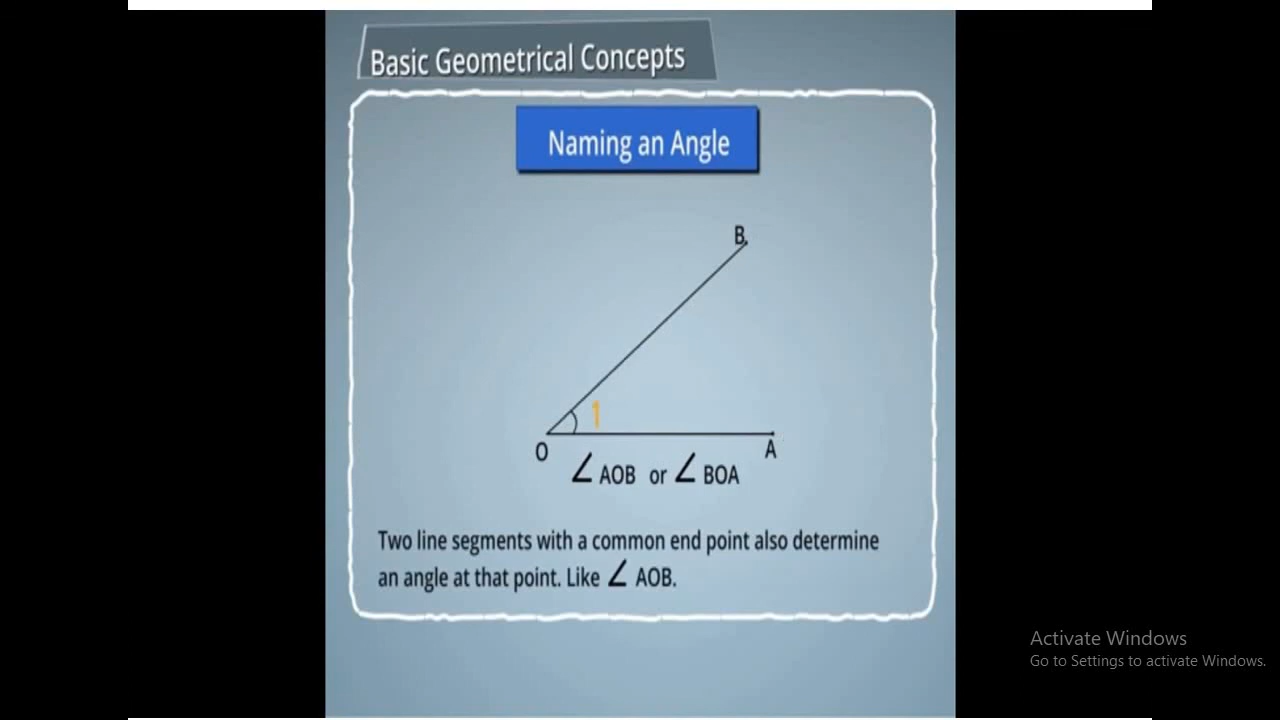 Basic Geometrical Concepts
Naming an Angle
B
1
O
A
∠ AOB or ∠ BOA
Two line segments with a common end point also determine
an angle at that point. Like ∠ AOB.
Activate Windows
Go to Settings to activate Windows.